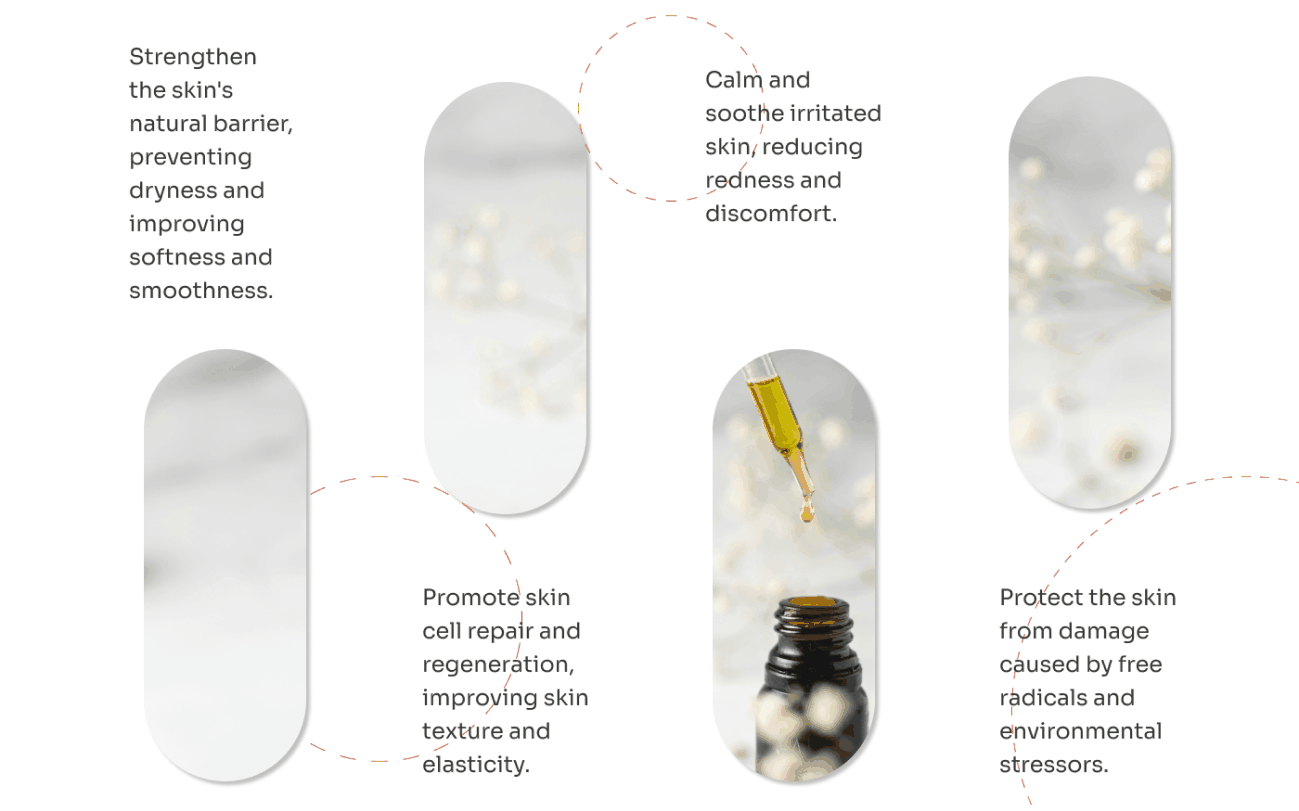 Strengthen
the skin's
natural barrier,
preventing
dryness and
improving
softness and
smoothness.
Promote skin
cell repair and
regeneration,
improving skin
texture and
elasticity.
Calm and
soothe irritated
skin, reducing
redness and
discomfort.
Protect the skin
from damage
caused by free
radicals and
environmental
stressors.